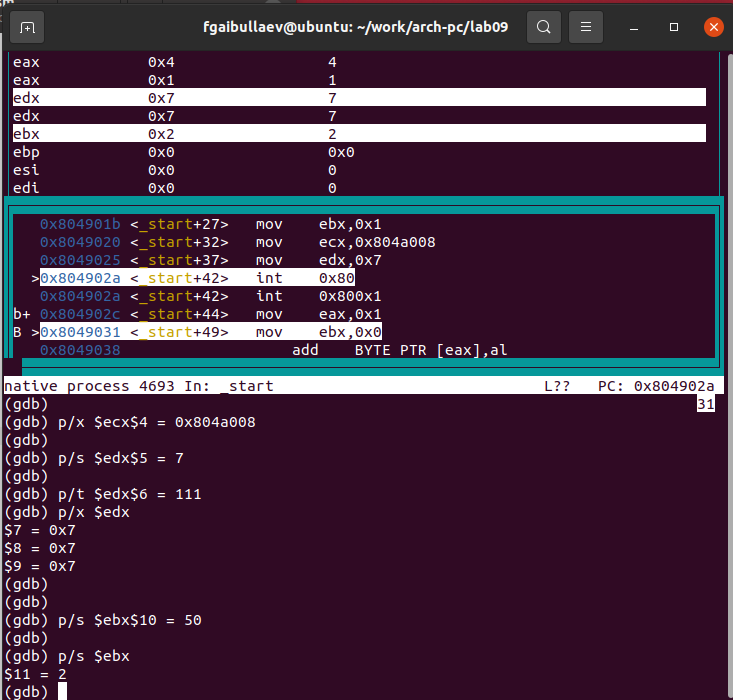 fgaibullaev@ubuntu: ~/work/arch-pc/lab09
eax 0x4 4
eax 0x1 1
edx 0x7 7
edx 0x7 7
ebx 0x2 2
ebp 0x0 0x0
esi 0x0 0
edi 0x0 0
0x804901b <_start+27> mov ebx,0x1
0x8049020 <_start+32> mov ecx,0x804a008
0x8049025 <_start+37> mov edx,0x7
>0x804902a <_start+42> int 0x80
0x804902a <_start+42> int 0x800x1
b+ 0x804902c <_start+44> mov eax,0x1
B >0x8049031 <_start+49> mov ebx,0x0
0x8049038 add BYTE PTR [eax],al
native process 4693 In: _start L?? PC: 0x804902a
(gdb) 31
(gdb) p/x $ecx$4 = 0x804a008
(gdb)
(gdb) p/s $edx$5 = 7
(gdb)
(gdb) p/t $edx$6 = 111
(gdb) p/x $edx
$7 = 0x7
$8 = 0x7
$9 = 0x7
(gdb)
(gdb)
(gdb) p/s $ebx$10 = 50
(gdb)
(gdb) p/s $ebx
$11 = 2
(gdb)